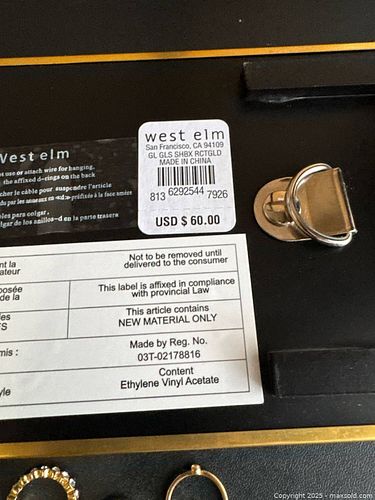 west elm
use or attach wire for hanging.
the affixed d-rings on the back
cher le câble pour suspendre l'article
du par les anneaux en
préfixés à la face arrière
bles para colgar.
en la parte trasera
west elm
San Francisco, CA 94109
GL GLS SHBX RCTGLD
MADE IN CHINA
813 6292544 7926
USD $ 60.00
Not to be removed until
delivered to the consumer
This label is affixed in compliance
de la
with provincial Law
This article contains
NEW MATERIAL ONLY
Made by Reg. No.
03T-02178816
Content
Ethylene Vinyl Acetate
Copyright 2025 - maxsold.com